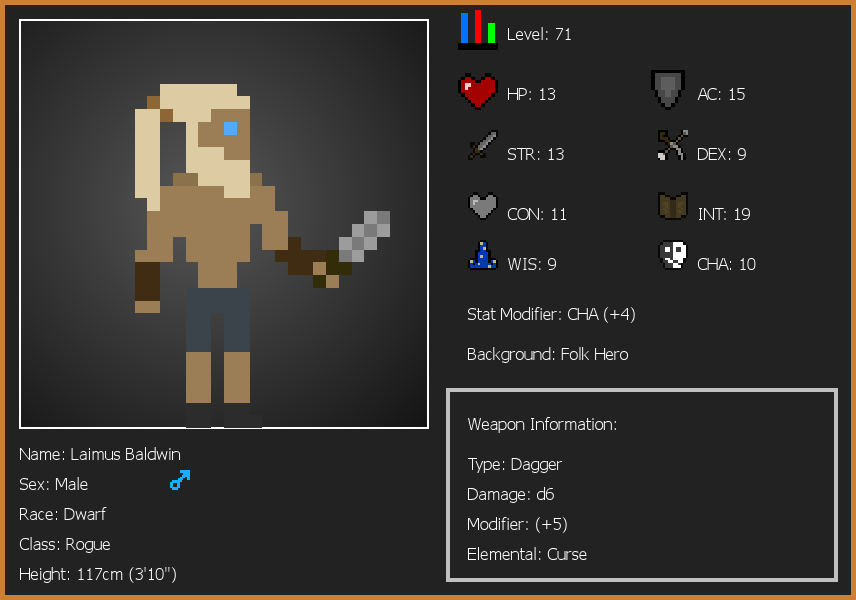 Level: 71
HP: 13
AC: 15
STR: 13
DEX: 9
CON: 11
INT: 19
WIS: 9
CHA: 10
Stat Modifier: CHA (+4)
Background: Folk Hero
Weapon Information:
Type: Dagger
Damage: d6
Modifier: (+5)
Elemental: Curse
Name: Laimus Baldwin
Sex: Male
Race: Dwarf
Class: Rogue
Height: 117cm (3'10")